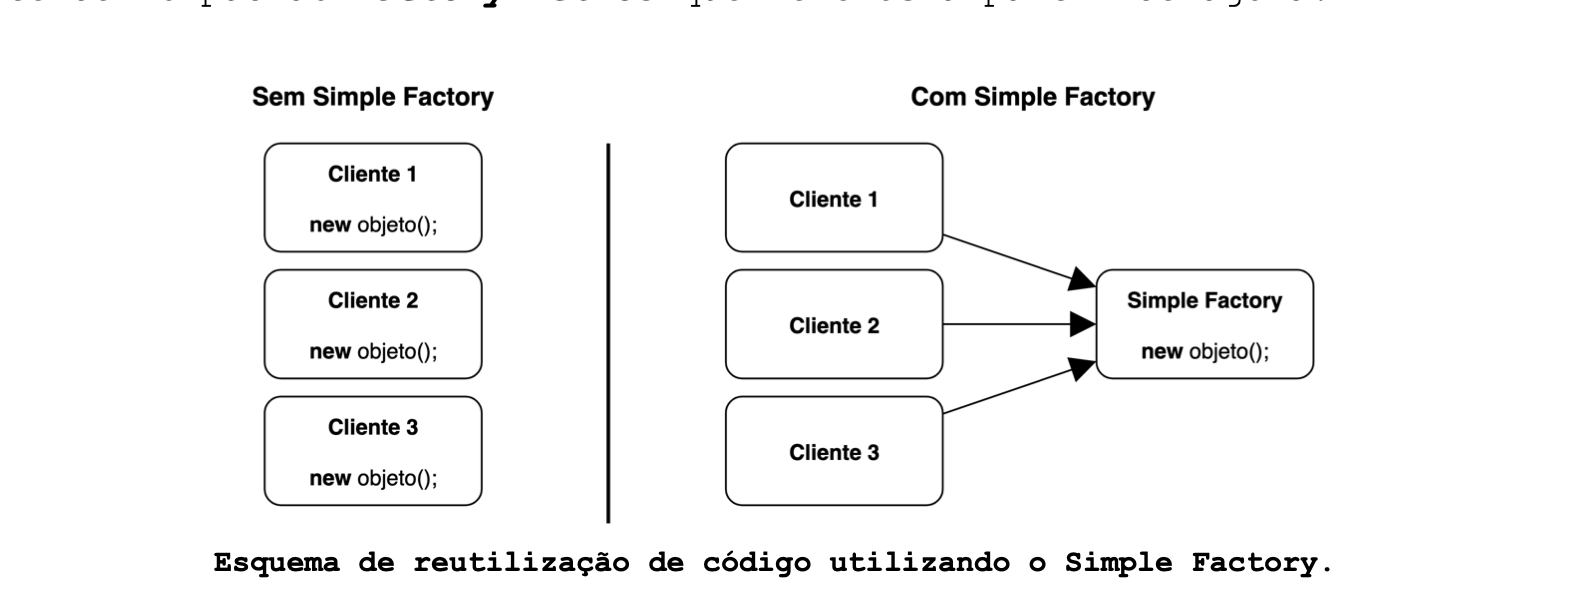 Sem Simple Factory
Com Simple Factory
Cliente 1
new objeto();
Cliente 2
new objeto();
Cliente 3
new objeto();
Cliente 1
Cliente 2
Cliente 3
Simple Factory
new objeto();
Esquema de reutilização de código utilizando o Simple Factory.